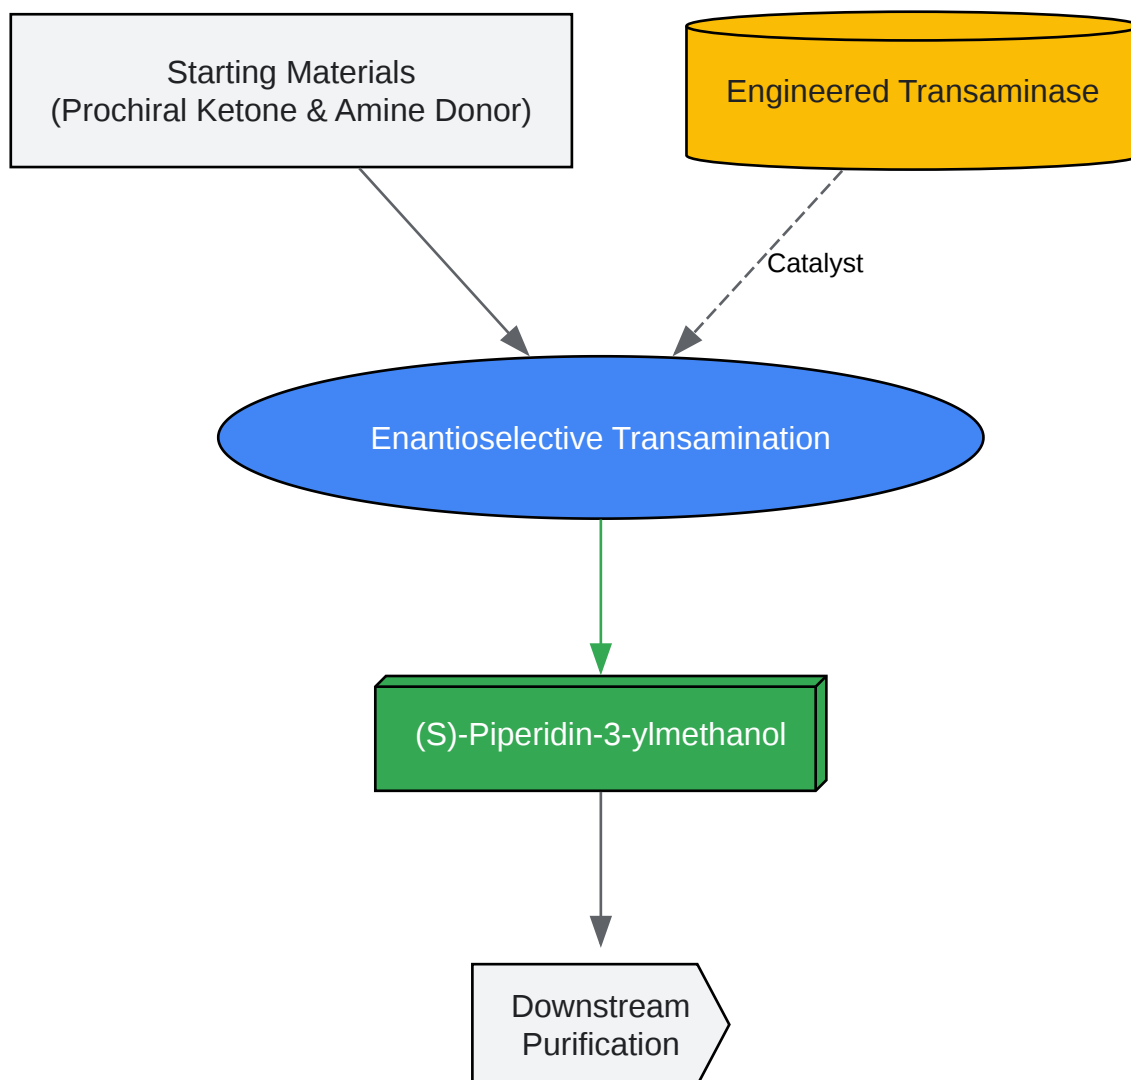 Starting Materials
(Prochiral Ketone & Amine Donor)
Engineered Transaminase
Catalyst
Enantioselective Transamination
(S)-Piperidin-3-ylmethanol
Downstream
Purification